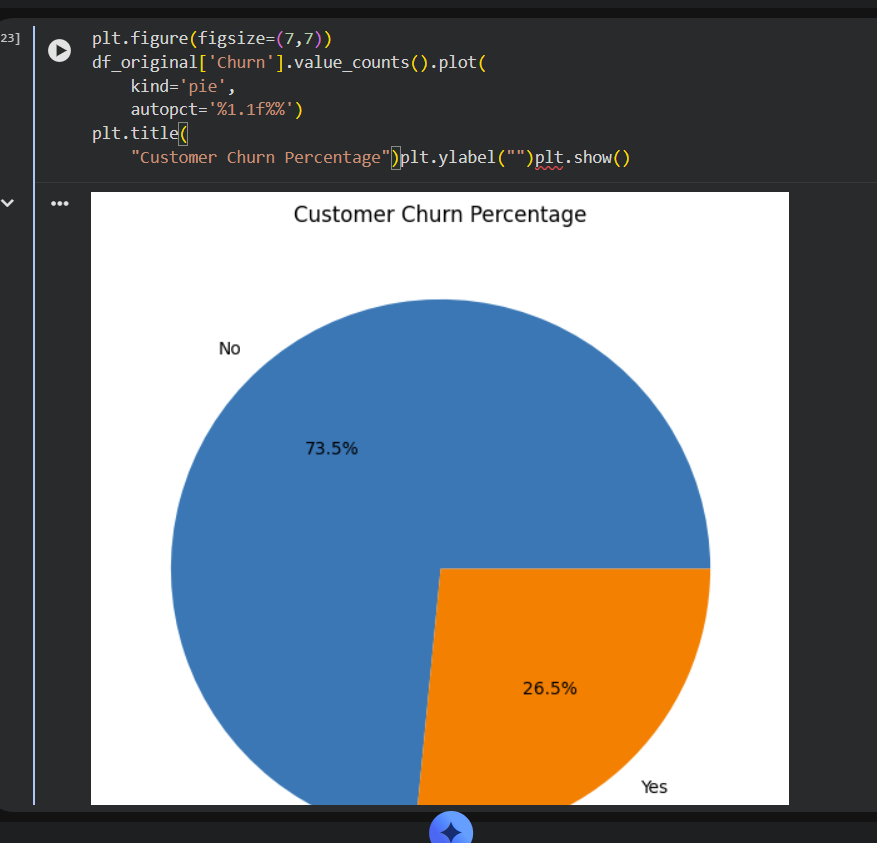 23]
plt.figure(figsize=(7,7))
df_original['Churn'].value_counts().plot(
    kind='pie',
    autopct='%1.1f%%')
plt.title(
    "Customer Churn Percentage")plt.ylabel("")plt.show()
Customer Churn Percentage
No
73.5%
26.5%
Yes